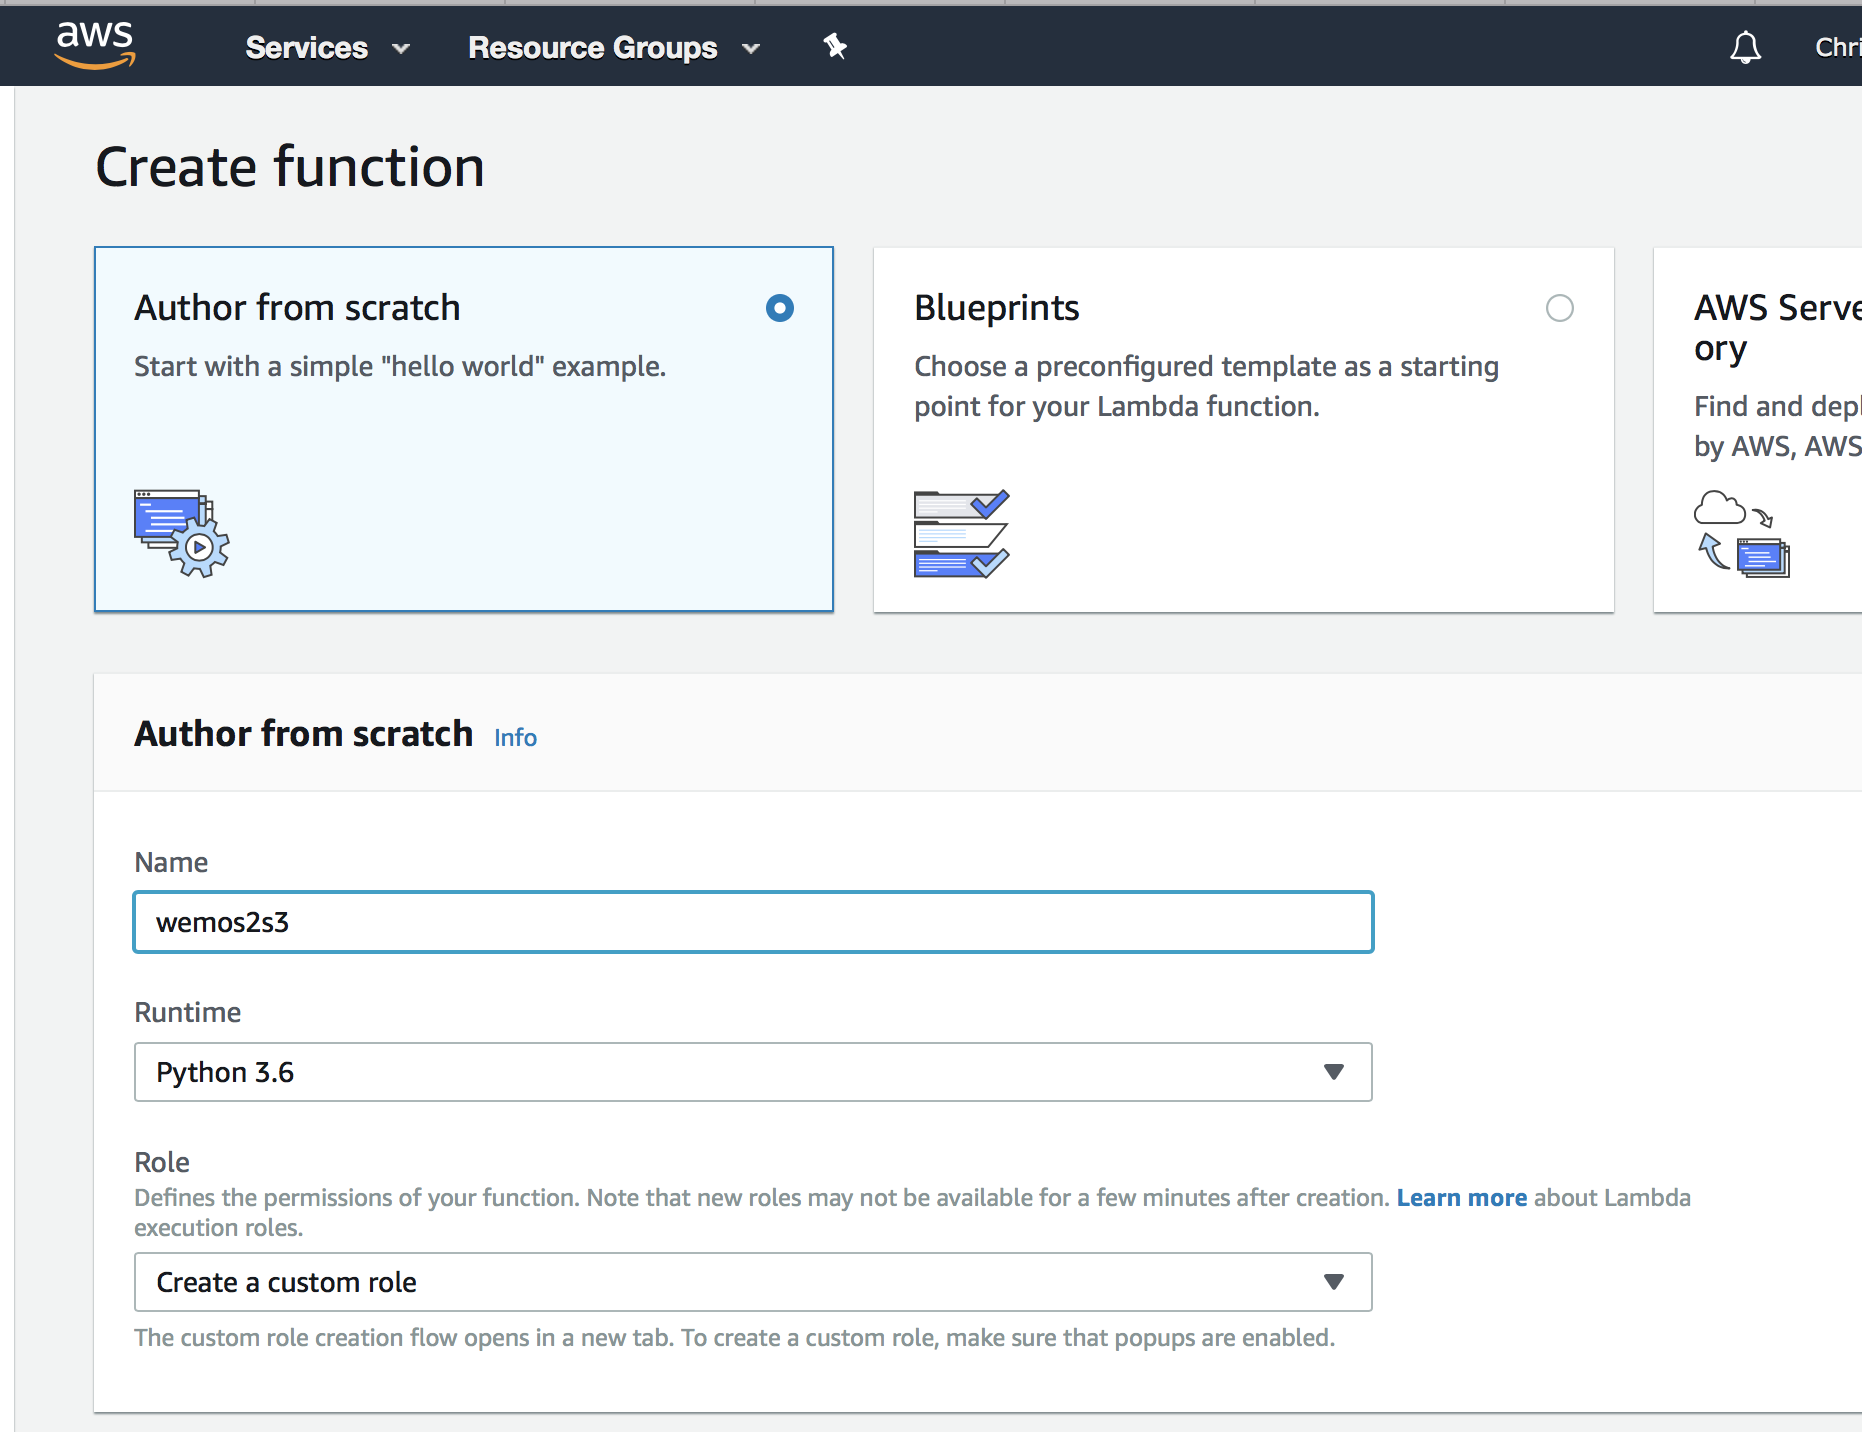 aws Services Resource Groups Chri
Create function
Author from scratch
Start with a simple "hello world" example.
Blueprints
Choose a preconfigured template as a starting
point for your Lambda function.
AWS Serve
ory
Find and depl
by AWS, AWS
Author from scratch Info
Name
wemos2s3
Runtime
Python 3.6
Role
Defines the permissions of your function. Note that new roles may not be available for a few minutes after creation. Learn more about Lambda
execution roles.
Create a custom role
The custom role creation flow opens in a new tab. To create a custom role, make sure that popups are enabled.